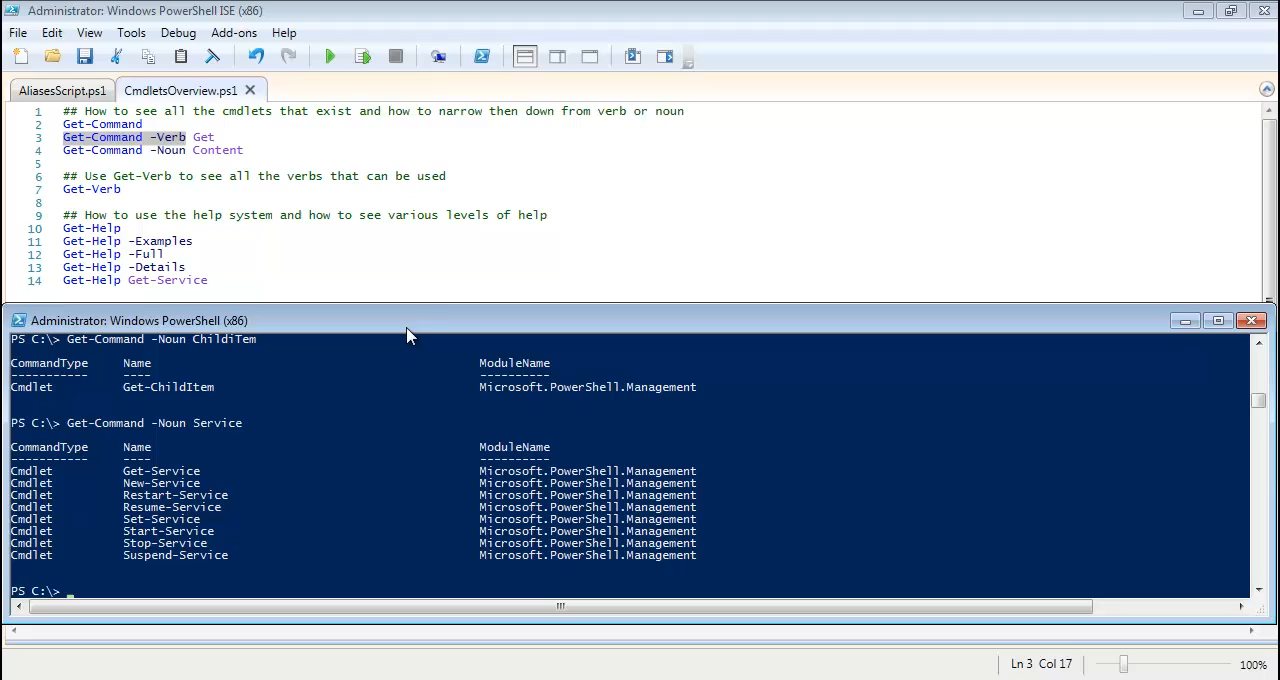 Administrator: Windows PowerShell ISE (x86)
File Edit View Tools Debug Add-ons Help
AliasesScript.ps1 CmdletsOverview.ps1
1 ## How to see all the cmdlets that exist and how to narrow then down from verb or noun
2 Get-Command
3 Get-Command -Verb Get
4 Get-Command -Noun Content
5
6 ## Use Get-Verb to see all the verbs that can be used
7 Get-Verb
8
9 ## How to use the help system and how to see various levels of help
10 Get-Help
11 Get-Help -Examples
12 Get-Help -Full
13 Get-Help -Details
14 Get-Help Get-Service
Administrator: Windows PowerShell (x86)
PS C:\> Get-Command -Noun ChildiTem
CommandType Name ModuleName
----------- ---- ----------
Cmdlet Get-ChildItem Microsoft.PowerShell.Management
PS C:\> Get-Command -Noun Service
CommandType Name ModuleName
----------- ---- ----------
Cmdlet Get-Service Microsoft.PowerShell.Management
Cmdlet New-Service Microsoft.PowerShell.Management
Cmdlet Restart-Service Microsoft.PowerShell.Management
Cmdlet Resume-Service Microsoft.PowerShell.Management
Cmdlet Set-Service Microsoft.PowerShell.Management
Cmdlet Start-Service Microsoft.PowerShell.Management
Cmdlet Stop-Service Microsoft.PowerShell.Management
Cmdlet Suspend-Service Microsoft.PowerShell.Management
PS C:\> _
Ln 3 Col 17 100%